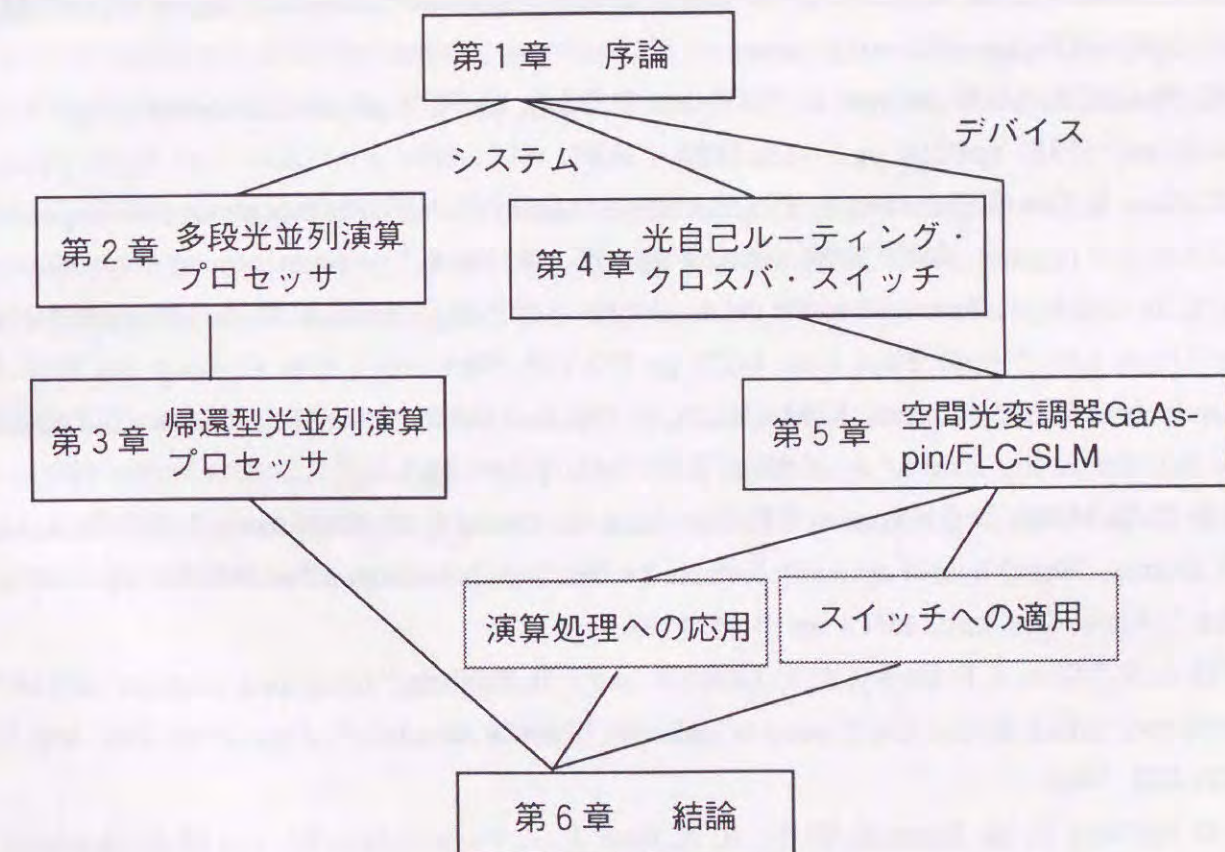 第1章 序論
デバイス
システム
第2章 多段光並列演算
プロセッサ
第4章 光自己ルーティング・
クロスバ・スイッチ
第3章 帰還型光並列演算
プロセッサ
第5章 空間光変調器GaAs-
pin/FLC-SLM
演算処理への応用
スイッチへの適用
第6章 結論